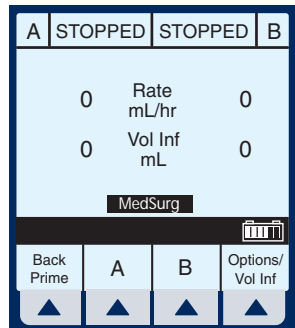 A STOPPED STOPPED B
0 Rate mL/hr 0
0 Vol Inf mL 0
MedSurg
Back Prime A B Options/ Vol Inf